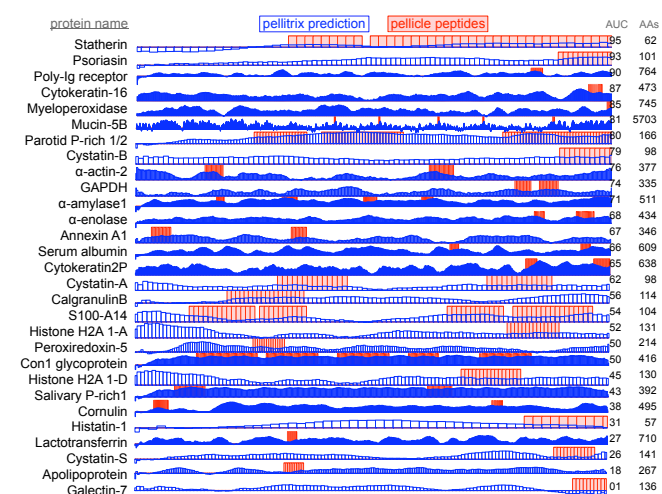 protein name pellitrix prediction pellicle peptides AUC AAs
Statherin 95 62
Psoriasin 93 101
Poly-Ig receptor 90 764
Cytokeratin-16 87 473
Myeloperoxidase 85 745
Mucin-5B 81 5703
Parotid P-rich 1/2 80 166
Cystatin-B 79 98
α-actin-2 76 377
GAPDH 74 335
α-amylase1 71 511
α-enolase 68 434
Annexin A1 67 346
Serum albumin 66 609
Cytokeratin2P 65 638
Cystatin-A 62 98
CalgranulinB 56 114
S100-A14 54 104
Histone H2A 1-A 52 131
Peroxiredoxin-5 50 214
Con1 glycoprotein 50 416
Histone H2A 1-D 45 130
Salivary P-rich1 43 392
Cornulin 38 495
Histatin-1 31 57
Lactotransferrin 27 710
Cystatin-S 26 141
Apolipoprotein 18 267
Galectin-7 01 136